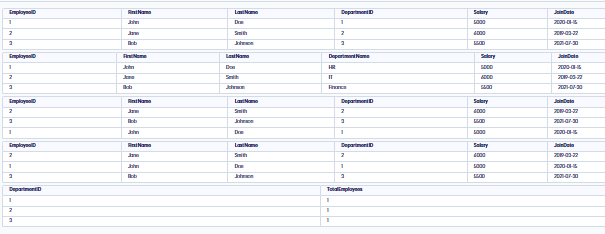 EmployeeID FirstName LastName DepartmentID Salary JoinDate
1 John Doe 1 5000 2020-01-15
2 Jane Smith 2 6000 2019-03-22
3 Bob Johnson 3 5500 2021-07-30
EmployeeID FirstName LastName DepartmentName Salary JoinDate
1 John Doe HR 5000 2020-01-15
2 Jane Smith IT 6000 2019-03-22
3 Bob Johnson Finance 5500 2021-07-30
EmployeeID FirstName LastName DepartmentID Salary JoinDate
2 Jane Smith 2 6000 2019-03-22
3 Bob Johnson 3 5500 2021-07-30
1 John Doe 1 5000 2020-01-15
EmployeeID FirstName LastName DepartmentID Salary JoinDate
2 Jane Smith 2 6000 2019-03-22
1 John Doe 1 5000 2020-01-15
3 Bob Johnson 3 5500 2021-07-30
DepartmentID TotalEmployees
1 1
2 1
3 1